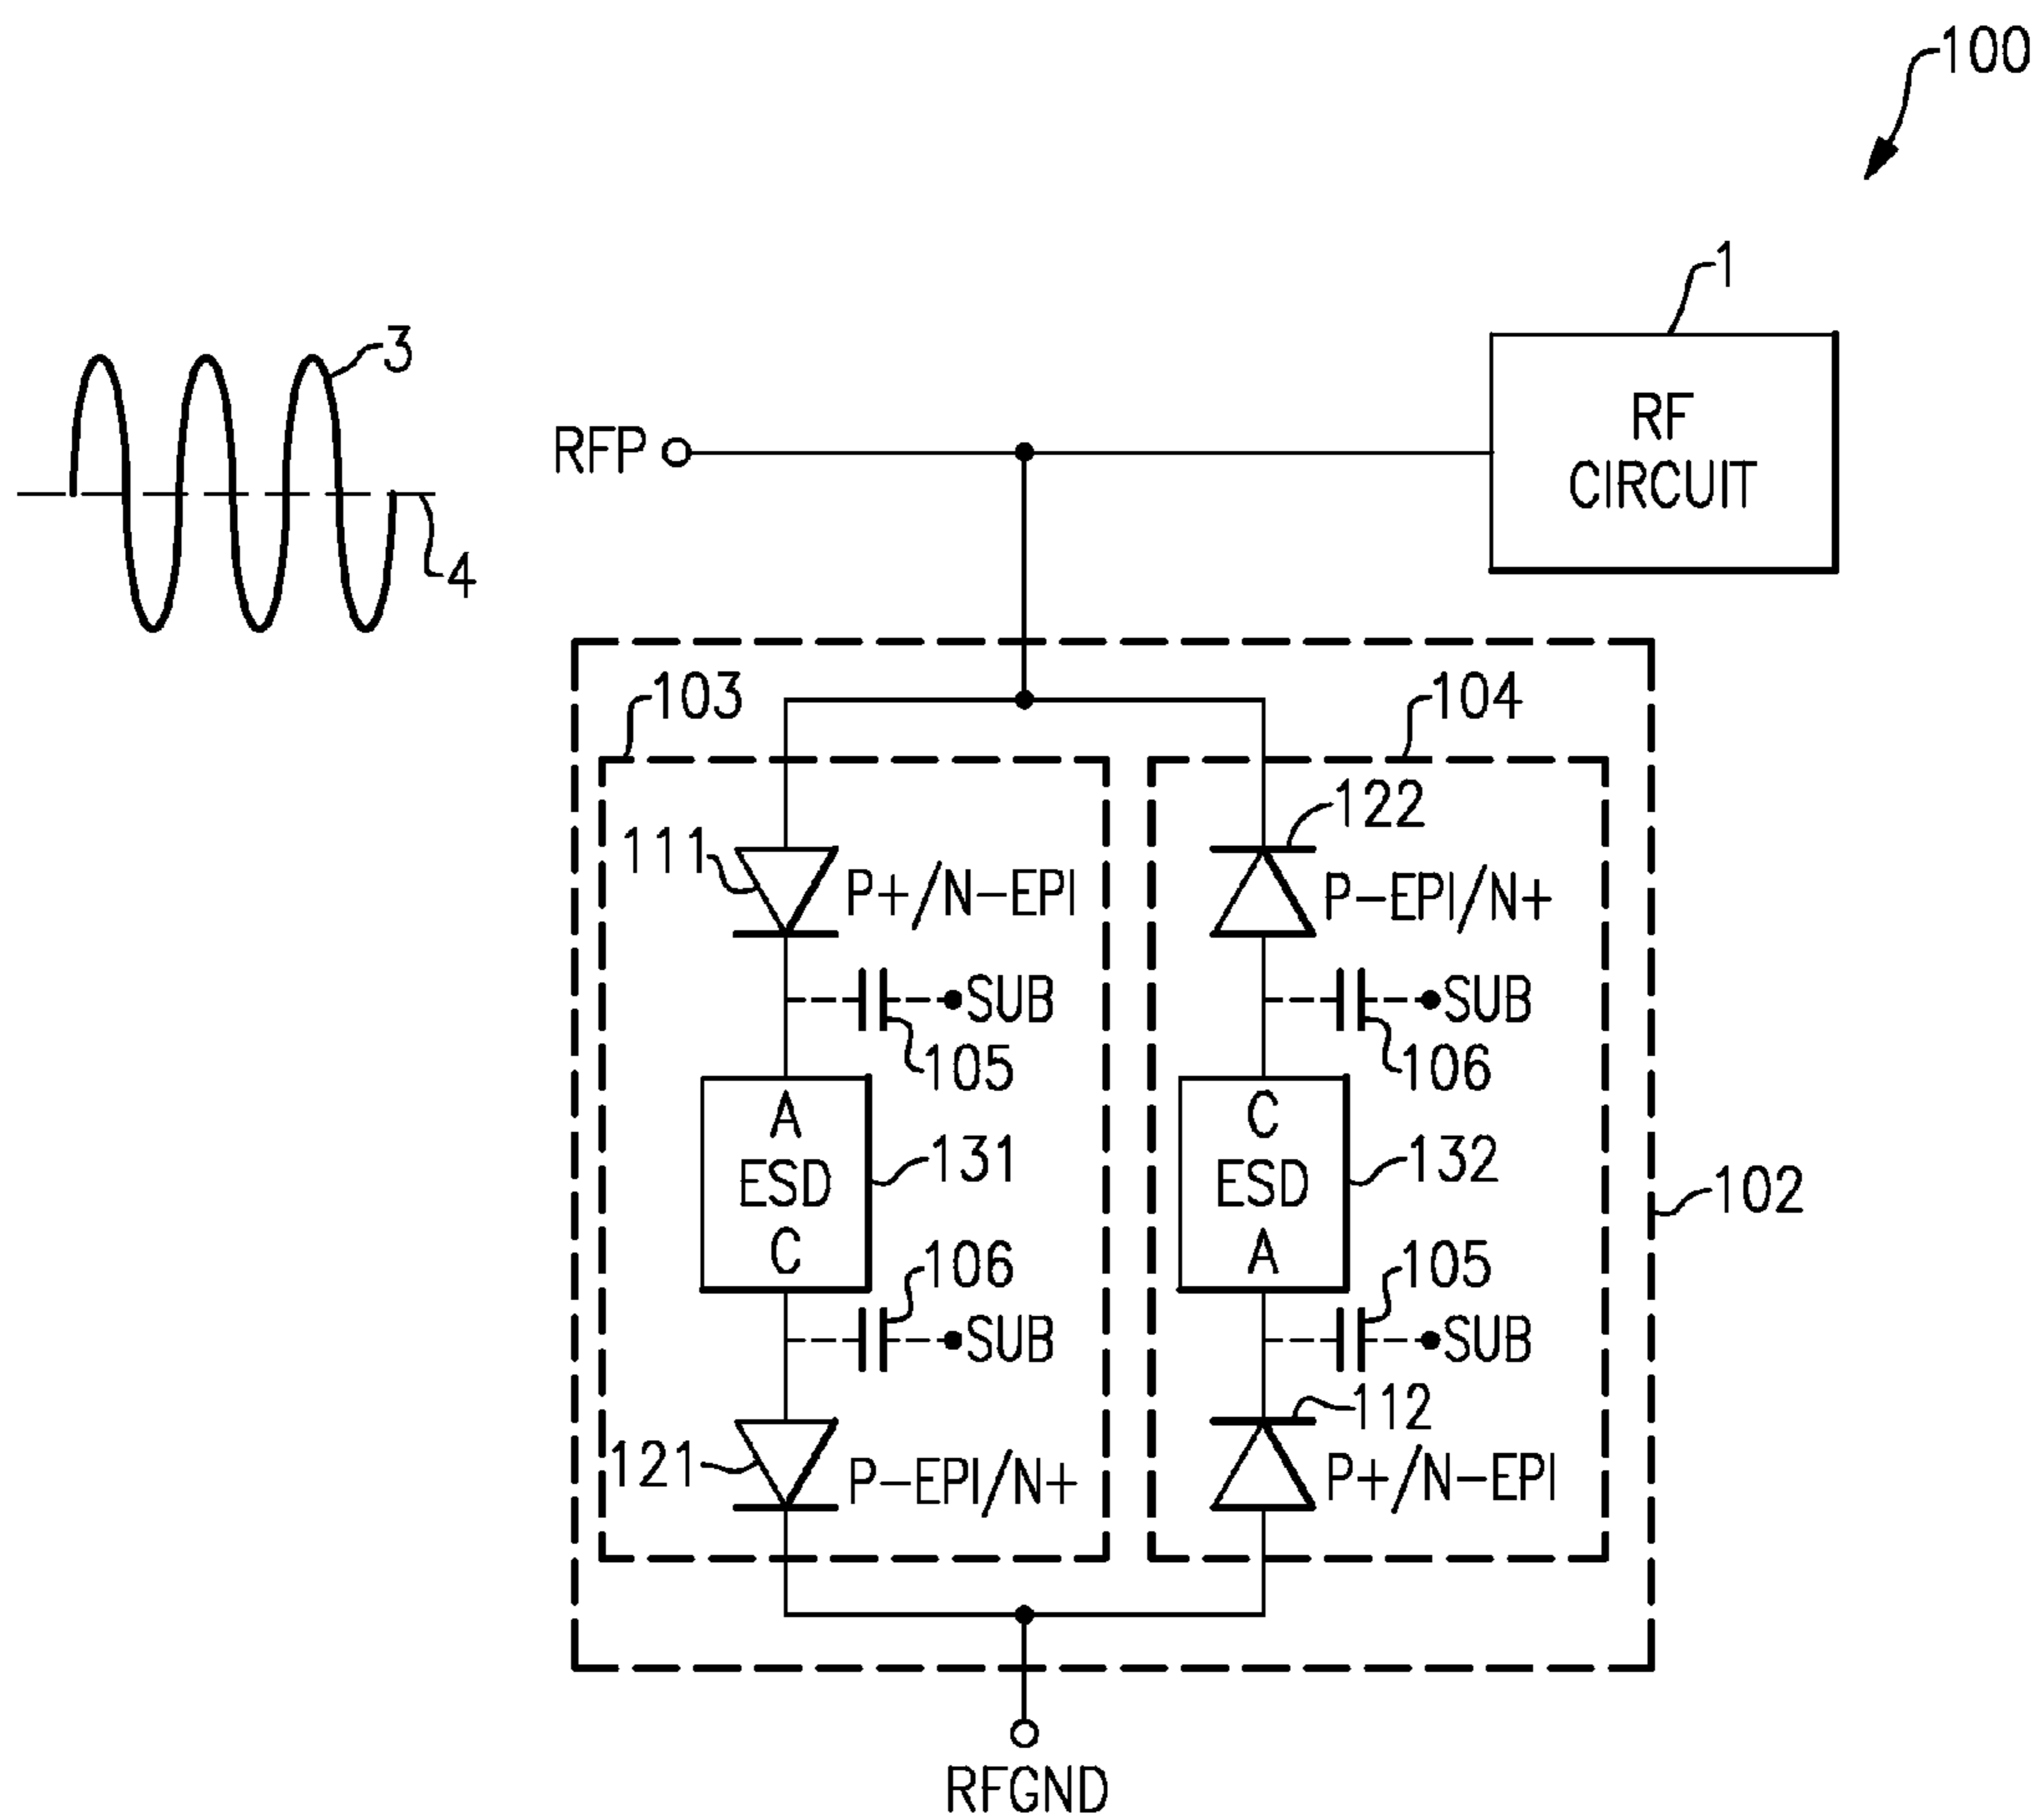 100
1
3
RF
CIRCUIT
RFP
4
103
104
122
111
P+/N-EPI
P-EPI/N+
SUB
SUB
105
106
A
ESD
C
131
C
ESD
A
132
102
106
105
SUB
SUB
112
121
P-EPI/N+
P+/N-EPI
RFGND